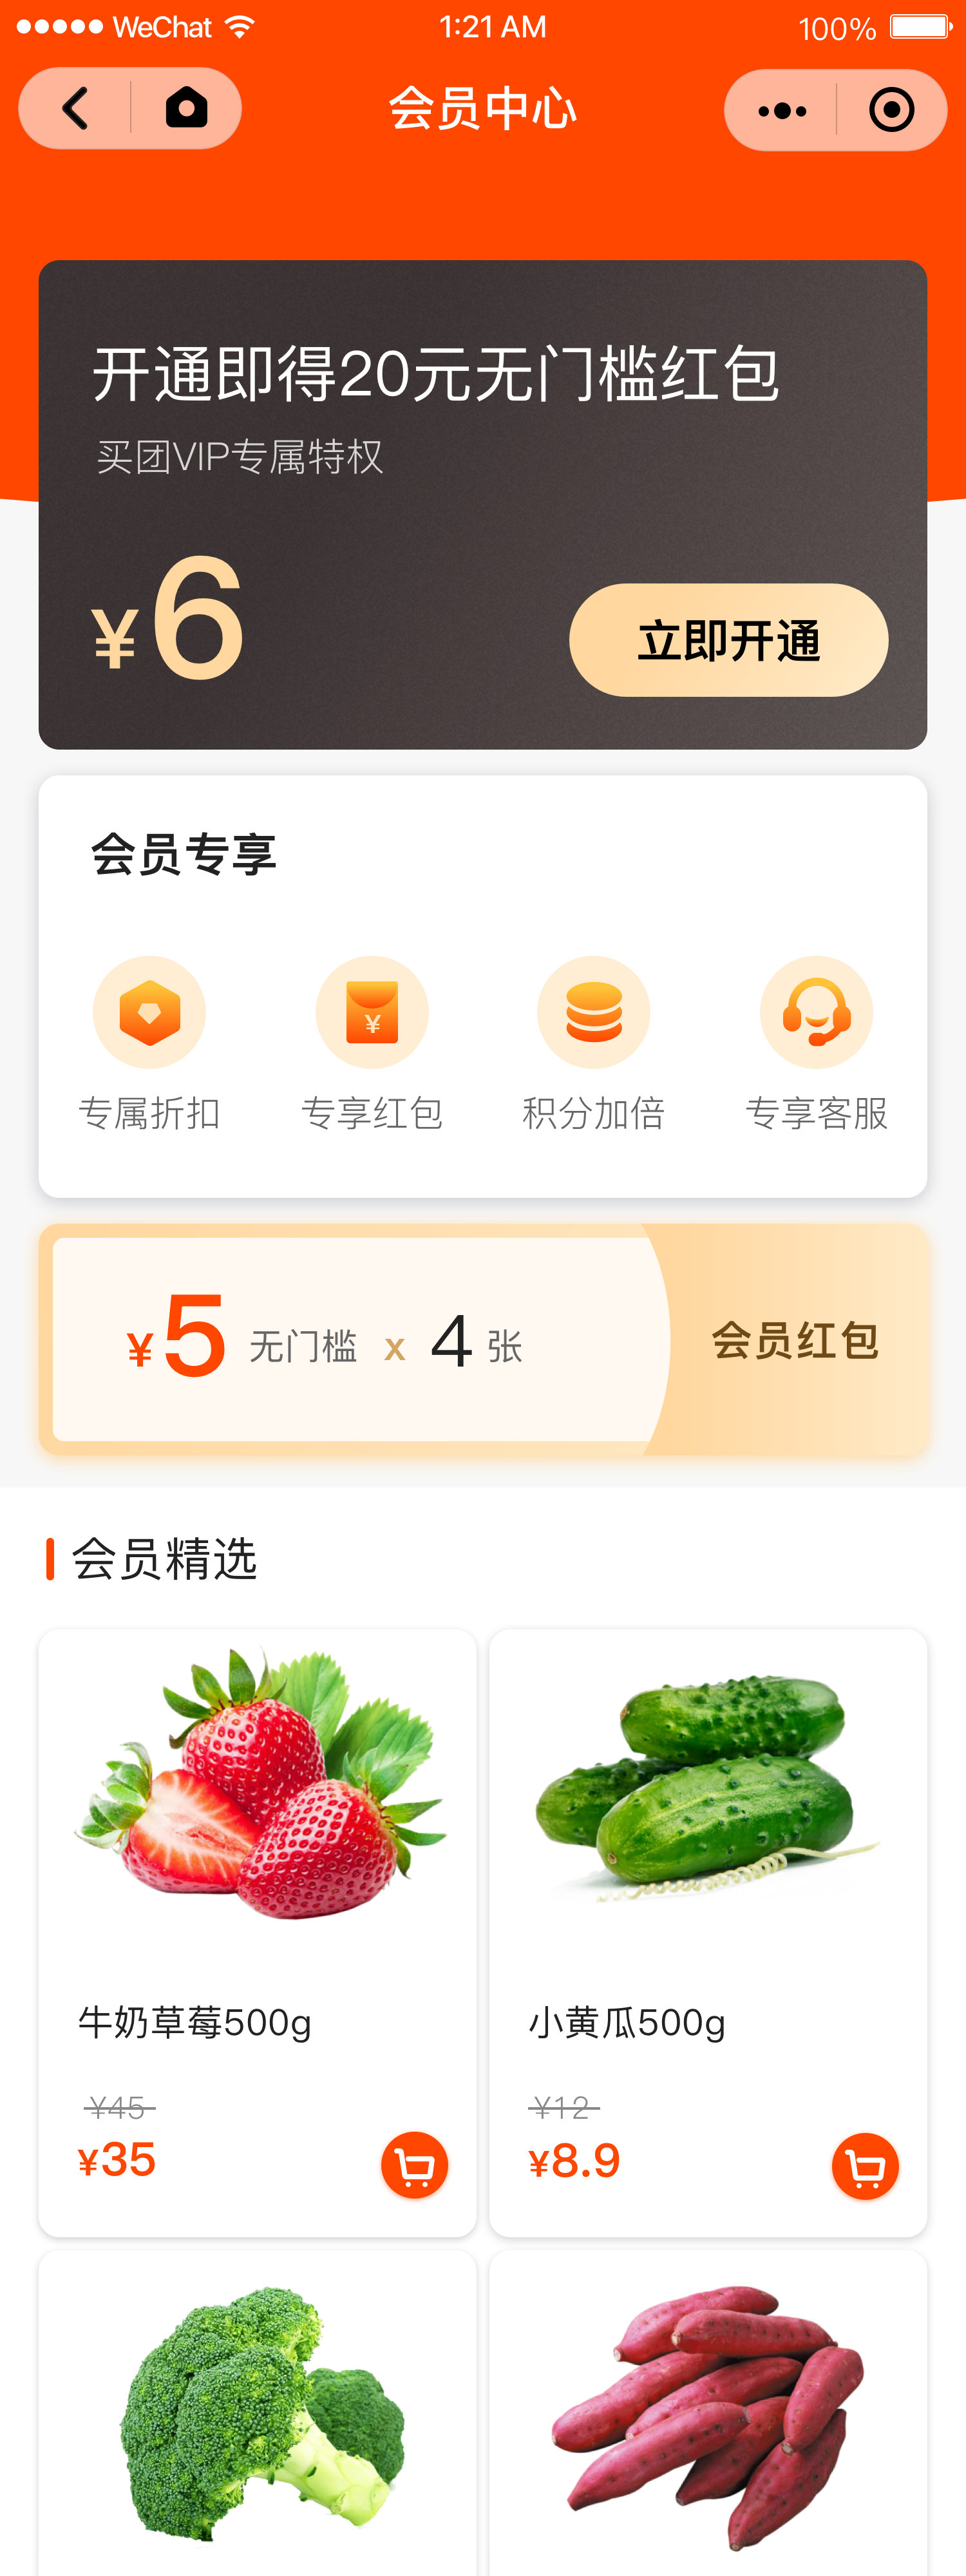 WeChat 1:21 AM 100%
会员中心
开通即得20元无门槛红包
买团VIP专属特权
¥6
立即开通
会员专享
¥
专属折扣 专享红包 积分加倍 专享客服
¥5 无门槛 x 4 张 会员红包
会员精选
牛奶草莓500g
¥45
¥35
小黄瓜500g
¥12
¥8.9